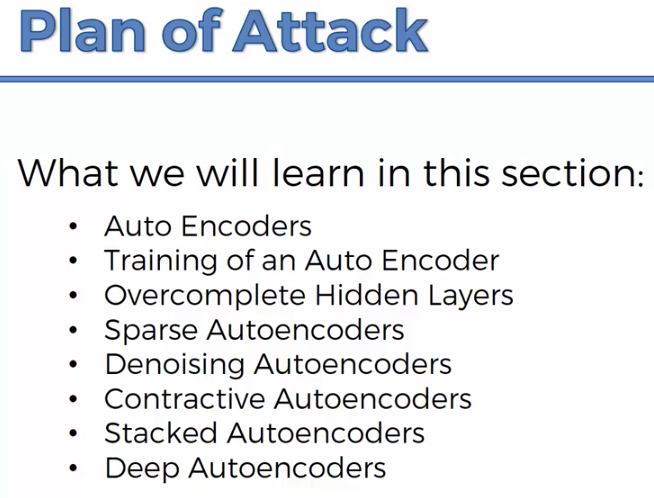 Plan of Attack
What we will learn in this section:
• Auto Encoders
• Training of an Auto Encoder
• Overcomplete Hidden Layers
• Sparse Autoencoders
• Denoising Autoencoders
• Contractive Autoencoders
• Stacked Autoencoders
• Deep Autoencoders